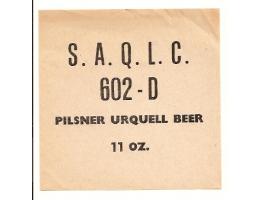 S. A. Q. L. C.
602 - D
PILSNER URQUELL BEER
11 OZ.